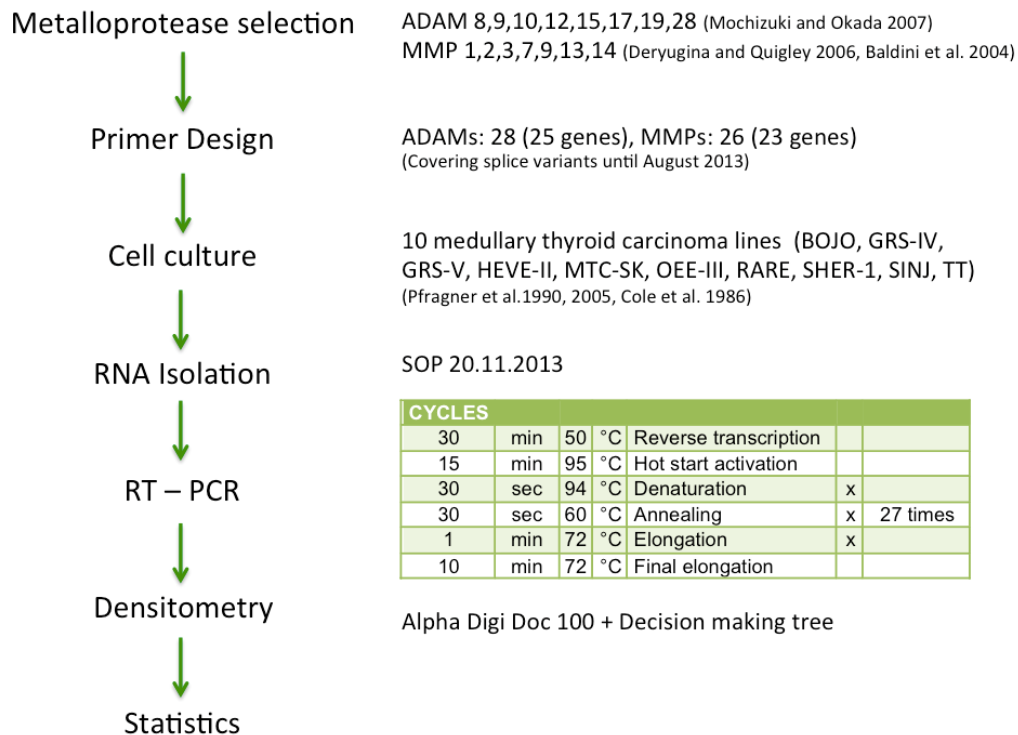 Metalloprotease selection
ADAM 8,9,10,12,15,17,19,28 (Mochizuki and Okada 2007)
MMP 1,2,3,7,9,13,14 (Deryugina and Quigley 2006, Baldini et al. 2004)
Primer Design
ADAMs: 28 (25 genes), MMPs: 26 (23 genes)
(Covering splice variants until August 2013)
Cell culture
10 medullary thyroid carcinoma lines (BOJO, GRS-IV,
GRS-V, HEVE-II, MTC-SK, OEE-III, RARE, SHER-1, SINJ, TT)
(Pfragner et al.1990, 2005, Cole et al. 1986)
RNA Isolation
SOP 20.11.2013
CYCLES
30 min 50 °C Reverse transcription
15 min 95 °C Hot start activation
30 sec 94 °C Denaturation x
30 sec 60 °C Annealing x 27 times
1 min 72 °C Elongation x
10 min 72 °C Final elongation
RT – PCR
Densitometry
Alpha Digi Doc 100 + Decision making tree
Statistics